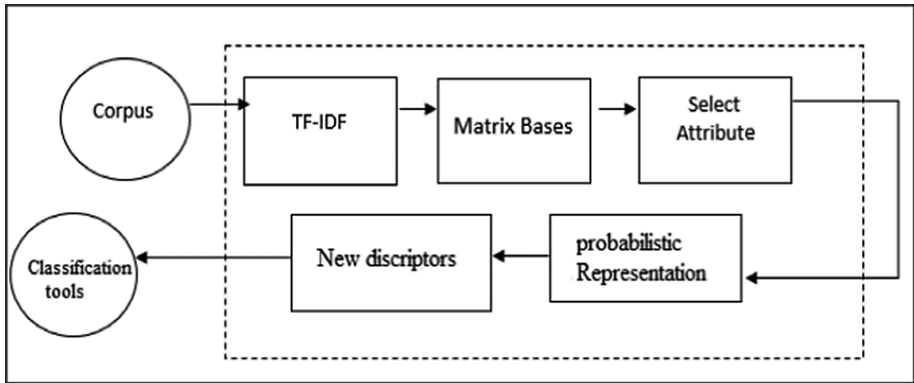 Corpus
TF-IDF
Matrix Bases
Select
Attribute
probabilistic
Representation
New discriptors
Classification
tools